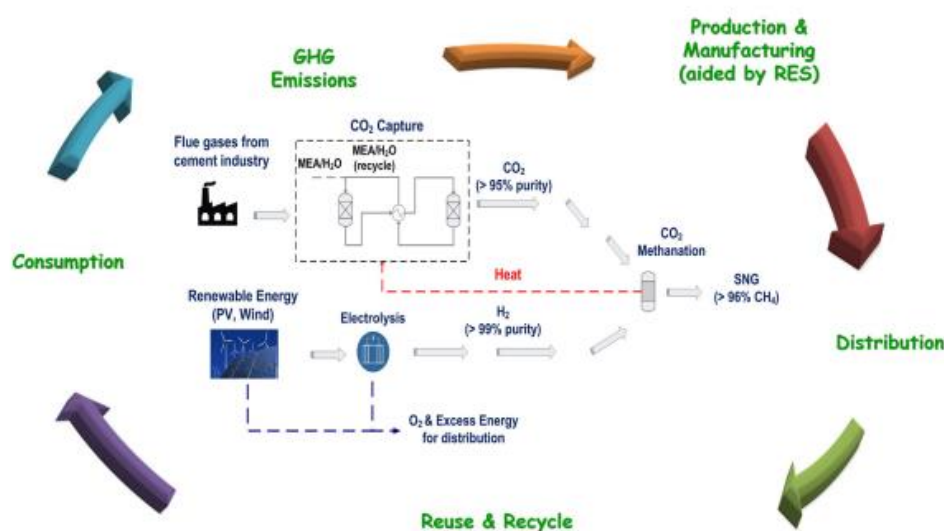 GHG
Emissions
Production &
Manufacturing
(aided by RES)
CO₂ Capture
Flue gases from
cement industry
MEA/H₂O
MEA/H₂O
(recycle)
CO₂
(> 95% purity)
CO₂
Methanation
Consumption
Heat
SNG
(> 96% CH₄)
Renewable Energy
(PV, Wind)
Electrolysis
H₂
(> 99% purity)
Distribution
O₂ & Excess Energy
for distribution
Reuse & Recycle